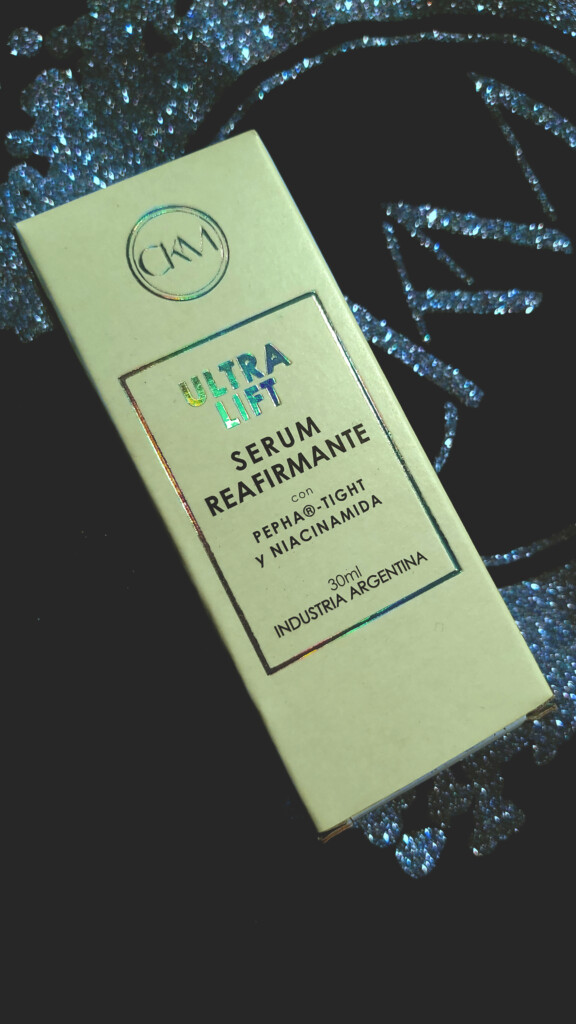 CKM
ULTRA
LIFT
SERUM
REAFIRMANTE
con
PEPHA®-TIGHT
y NIACINAMIDA
30ml
INDUSTRIA ARGENTINA